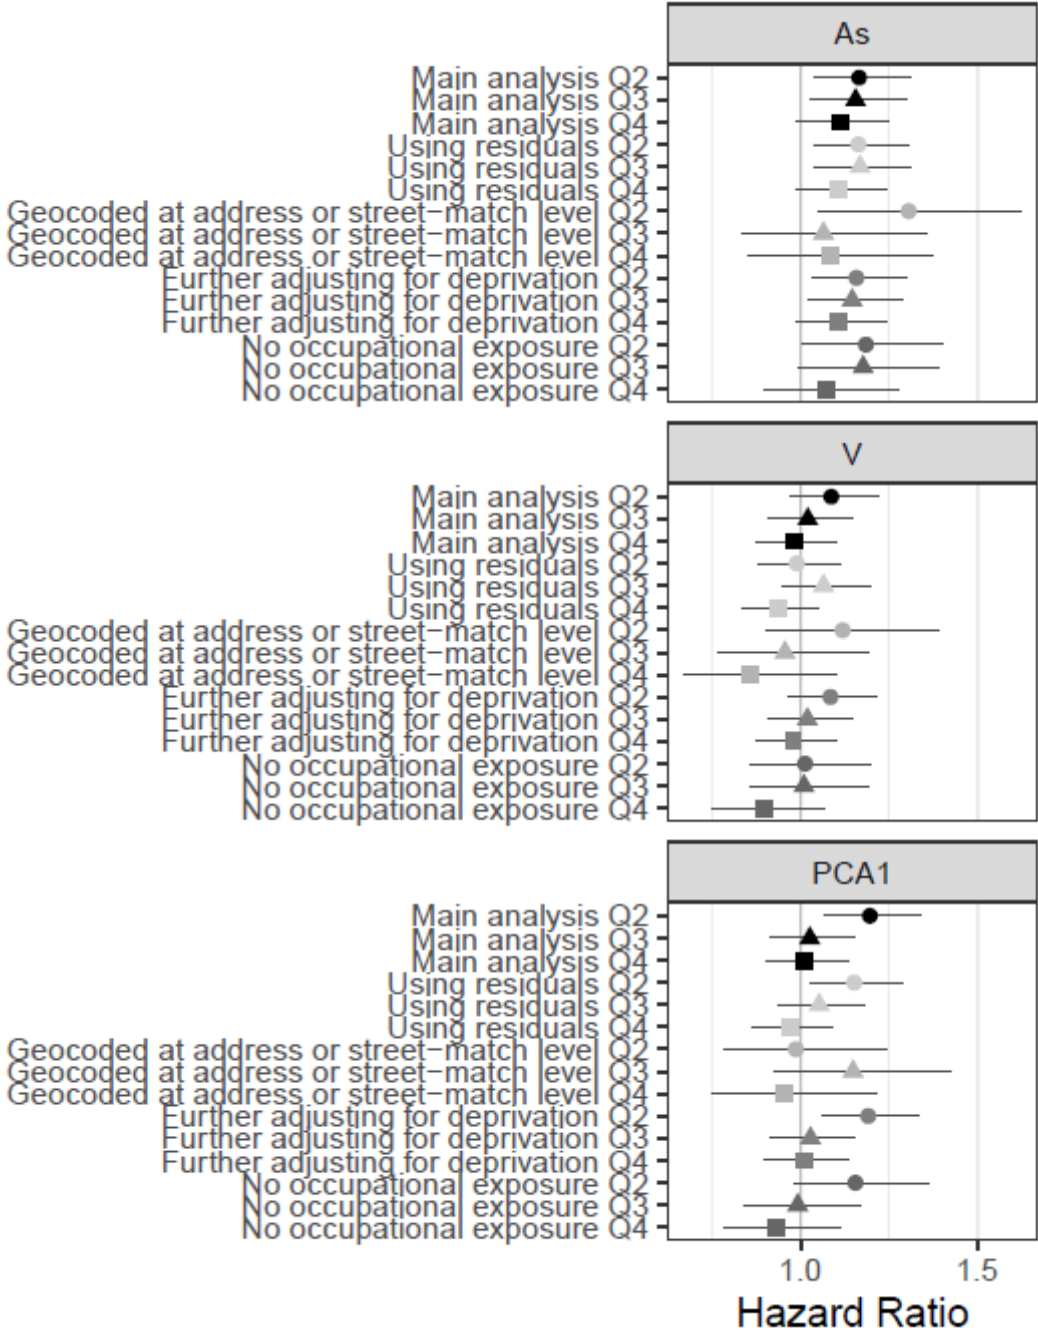 As
Main analysis Q2
Main analysis Q3
Main analysis Q4
Using residuals Q2
Using residuals Q3
Using residuals Q4
Geocoded at address or street−match level Q2
Geocoded at address or street−match level Q3
Geocoded at address or street−match level Q4
Further adjusting for deprivation Q2
Further adjusting for deprivation Q3
Further adjusting for deprivation Q4
No occupational exposure Q2
No occupational exposure Q3
No occupational exposure Q4
V
Main analysis Q2
Main analysis Q3
Main analysis Q4
Using residuals Q2
Using residuals Q3
Using residuals Q4
Geocoded at address or street−match level Q2
Geocoded at address or street−match level Q3
Geocoded at address or street−match level Q4
Further adjusting for deprivation Q2
Further adjusting for deprivation Q3
Further adjusting for deprivation Q4
No occupational exposure Q2
No occupational exposure Q3
No occupational exposure Q4
PCA1
Main analysis Q2
Main analysis Q3
Main analysis Q4
Using residuals Q2
Using residuals Q3
Using residuals Q4
Geocoded at address or street−match level Q2
Geocoded at address or street−match level Q3
Geocoded at address or street−match level Q4
Further adjusting for deprivation Q2
Further adjusting for deprivation Q3
Further adjusting for deprivation Q4
No occupational exposure Q2
No occupational exposure Q3
No occupational exposure Q4
1.0 1.5
Hazard Ratio